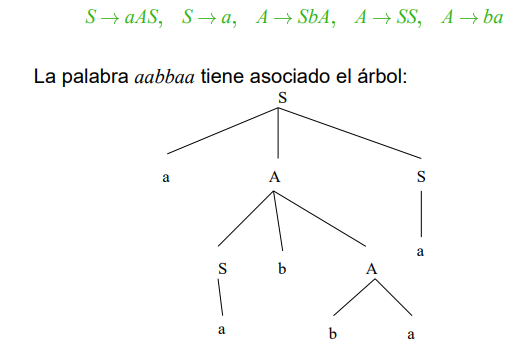 S → aAS, S → a, A → SbA, A → SS, A → ba
La palabra aabbaa tiene asociado el árbol:
S
a A S
a
S b A
a b a